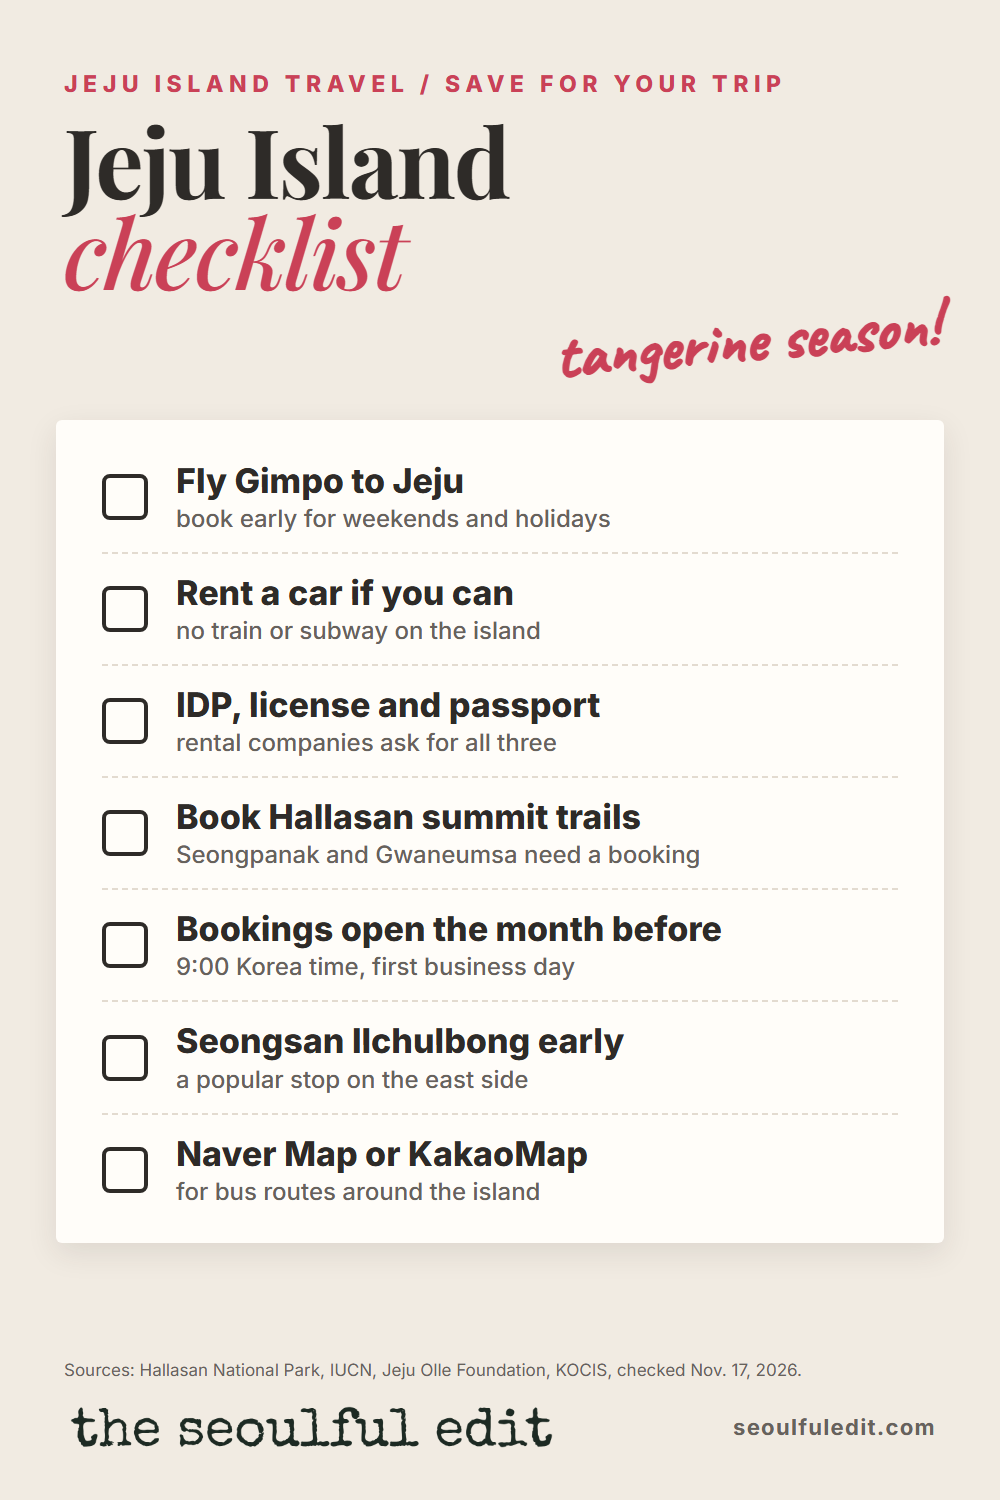 JEJU ISLAND TRAVEL / SAVE FOR YOUR TRIP
Jeju Island
checklist
tangerine season!
Fly Gimpo to Jeju
book early for weekends and holidays
Rent a car if you can
no train or subway on the island
IDP, license and passport
rental companies ask for all three
Book Hallasan summit trails
Seongpanak and Gwaneumsa need a booking
Bookings open the month before
9:00 Korea time, first business day
Seongsan Ilchulbong early
a popular stop on the east side
Naver Map or KakaoMap
for bus routes around the island
Sources: Hallasan National Park, IUCN, Jeju Olle Foundation, KOCIS, checked Nov. 17, 2026.
the seoulful edit
seoulfuledit.com